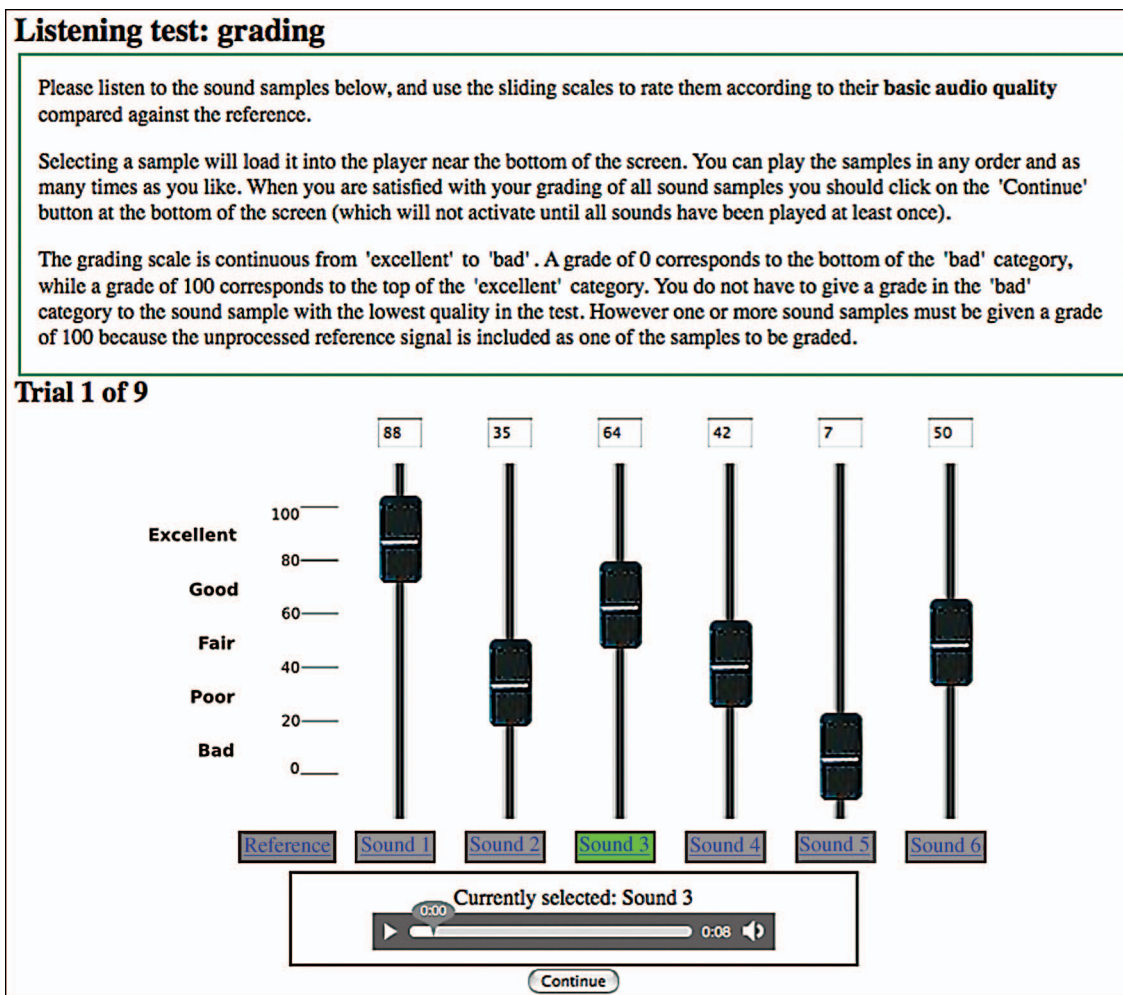 Listening test: grading
Please listen to the sound samples below, and use the sliding scales to rate them according to their basic audio quality
compared against the reference.
Selecting a sample will load it into the player near the bottom of the screen. You can play the samples in any order and as
many times as you like. When you are satisfied with your grading of all sound samples you should click on the 'Continue'
button at the bottom of the screen (which will not activate until all sounds have been played at least once).
The grading scale is continuous from 'excellent' to 'bad'. A grade of 0 corresponds to the bottom of the 'bad' category,
while a grade of 100 corresponds to the top of the 'excellent' category. You do not have to give a grade in the 'bad'
category to the sound sample with the lowest quality in the test. However one or more sound samples must be given a grade
of 100 because the unprocessed reference signal is included as one of the samples to be graded.
Trial 1 of 9
88 35 64 42 7 50
100
Excellent
80
Good
60
Fair
40
Poor
20
Bad
0
Reference Sound 1 Sound 2 Sound 3 Sound 4 Sound 5 Sound 6
Currently selected: Sound 3
0:00
0:08
Continue